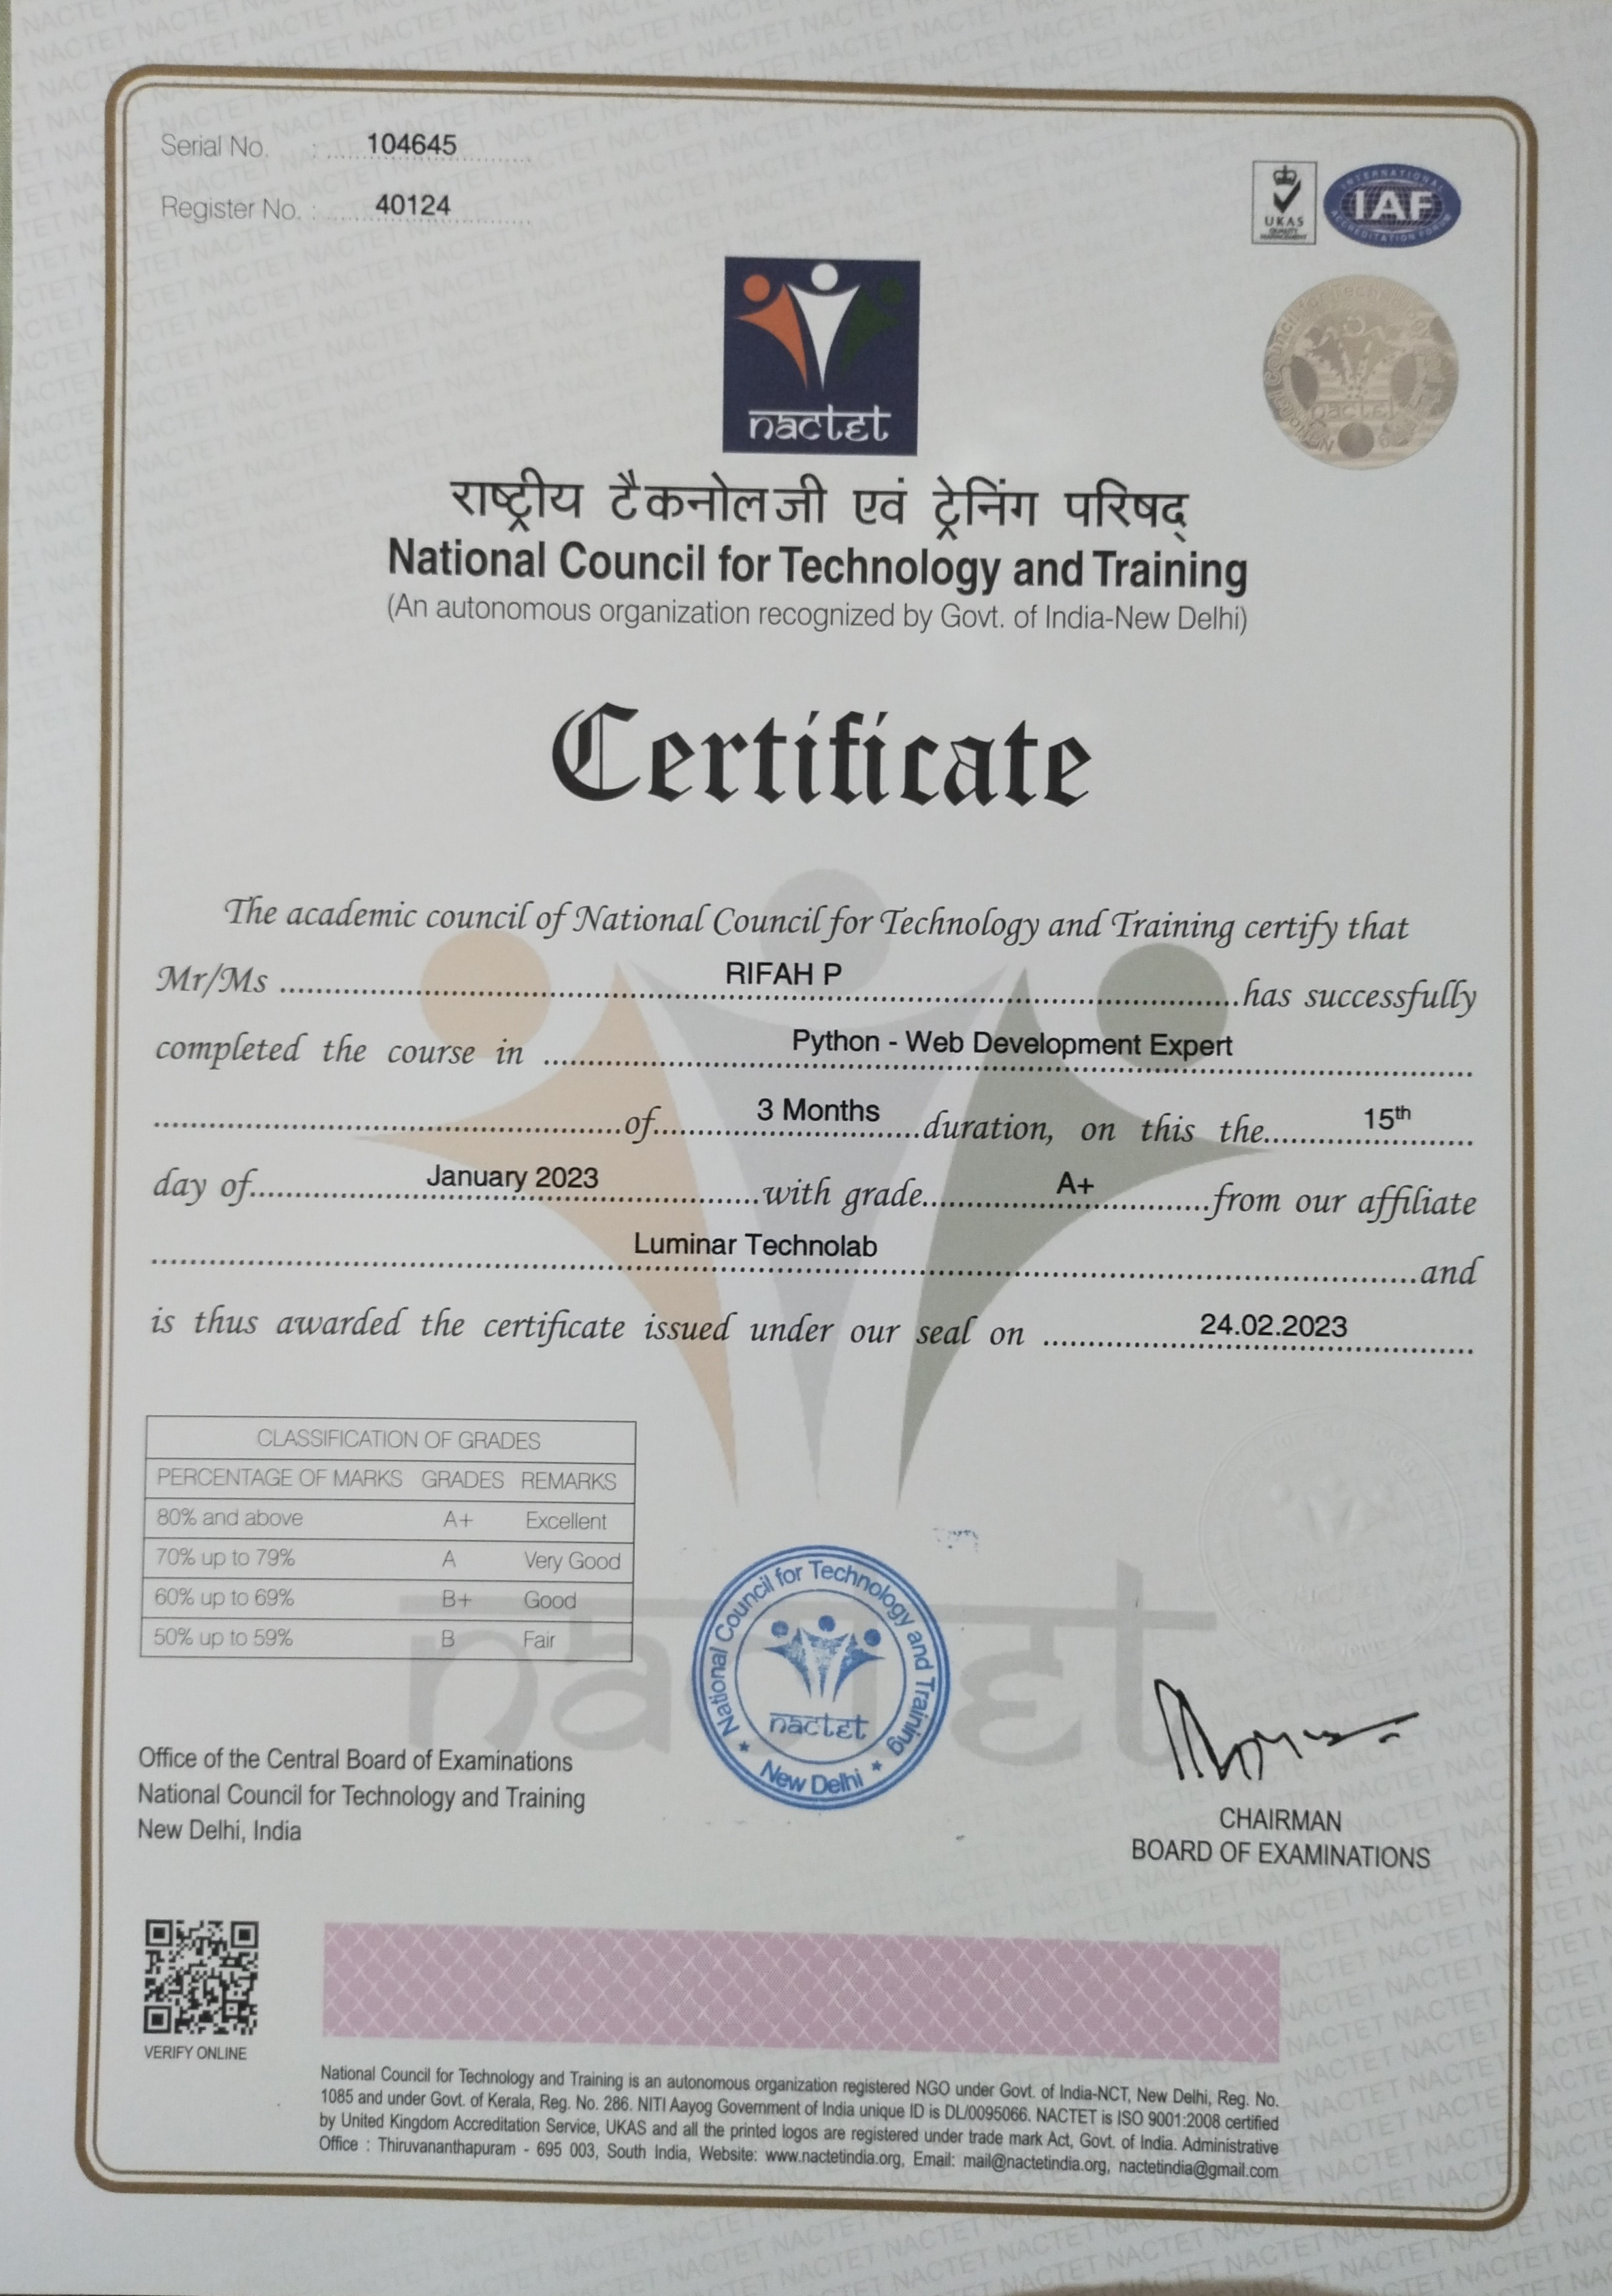 Serial No. : 104645
Register No. : 40124
UKAS
QUALITY
MANAGEMENT
INTERNATIONAL
IAF
ACCREDITATION FORUM
nactet
राष्ट्रीय टैकनोलजी एवं ट्रेनिंग परिषद्
National Council for Technology and Training
(An autonomous organization recognized by Govt. of India-New Delhi)
Certificate
The academic council of National Council for Technology and Training certify that
Mr/Ms RIFAH P has successfully
completed the course in Python - Web Development Expert
of 3 Months duration, on this the 15th
day of January 2023 with grade A+ from our affiliate
Luminar Technolab and
is thus awarded the certificate issued under our seal on 24.02.2023
CLASSIFICATION OF GRADES
PERCENTAGE OF MARKS GRADES REMARKS
80% and above A+ Excellent
70% up to 79% A Very Good
60% up to 69% B+ Good
50% up to 59% B Fair
National Council for Technology and Training
nactet
New Delhi
nactet
Office of the Central Board of Examinations
National Council for Technology and Training
New Delhi, India
CHAIRMAN
BOARD OF EXAMINATIONS
VERIFY ONLINE
National Council for Technology and Training is an autonomous organization registered NGO under Govt. of India-NCT, New Delhi, Reg. No.
1085 and under Govt. of Kerala, Reg. No. 286. NITI Aayog Government of India unique ID is DL/0095066. NACTET is ISO 9001:2008 certified
by United Kingdom Accreditation Service, UKAS and all the printed logos are registered under trade mark Act, Govt. of India. Administrative
Office : Thiruvananthapuram - 695 003, South India, Website: www.nactetindia.org, Email: mail@nactetindia.org, nactetindia@gmail.com